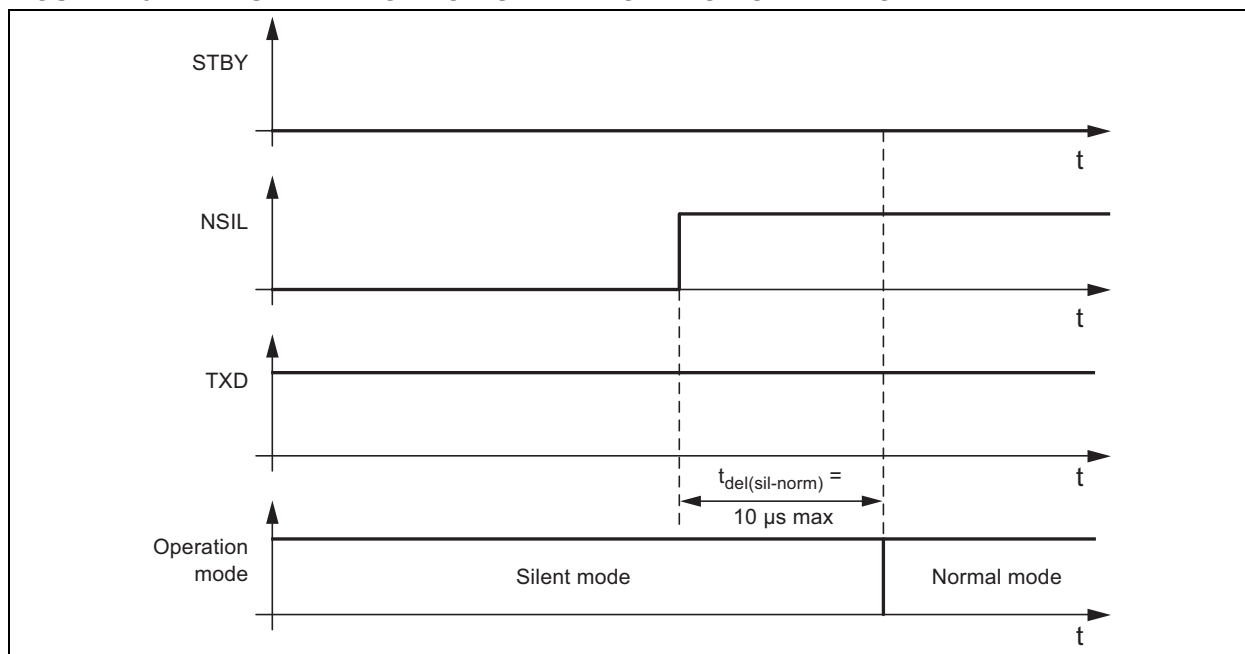 STBY
t
NSIL
t
TXD
t
t_del(sil-norm) =
10 µs max
Operation
mode
Silent mode
Normal mode
t